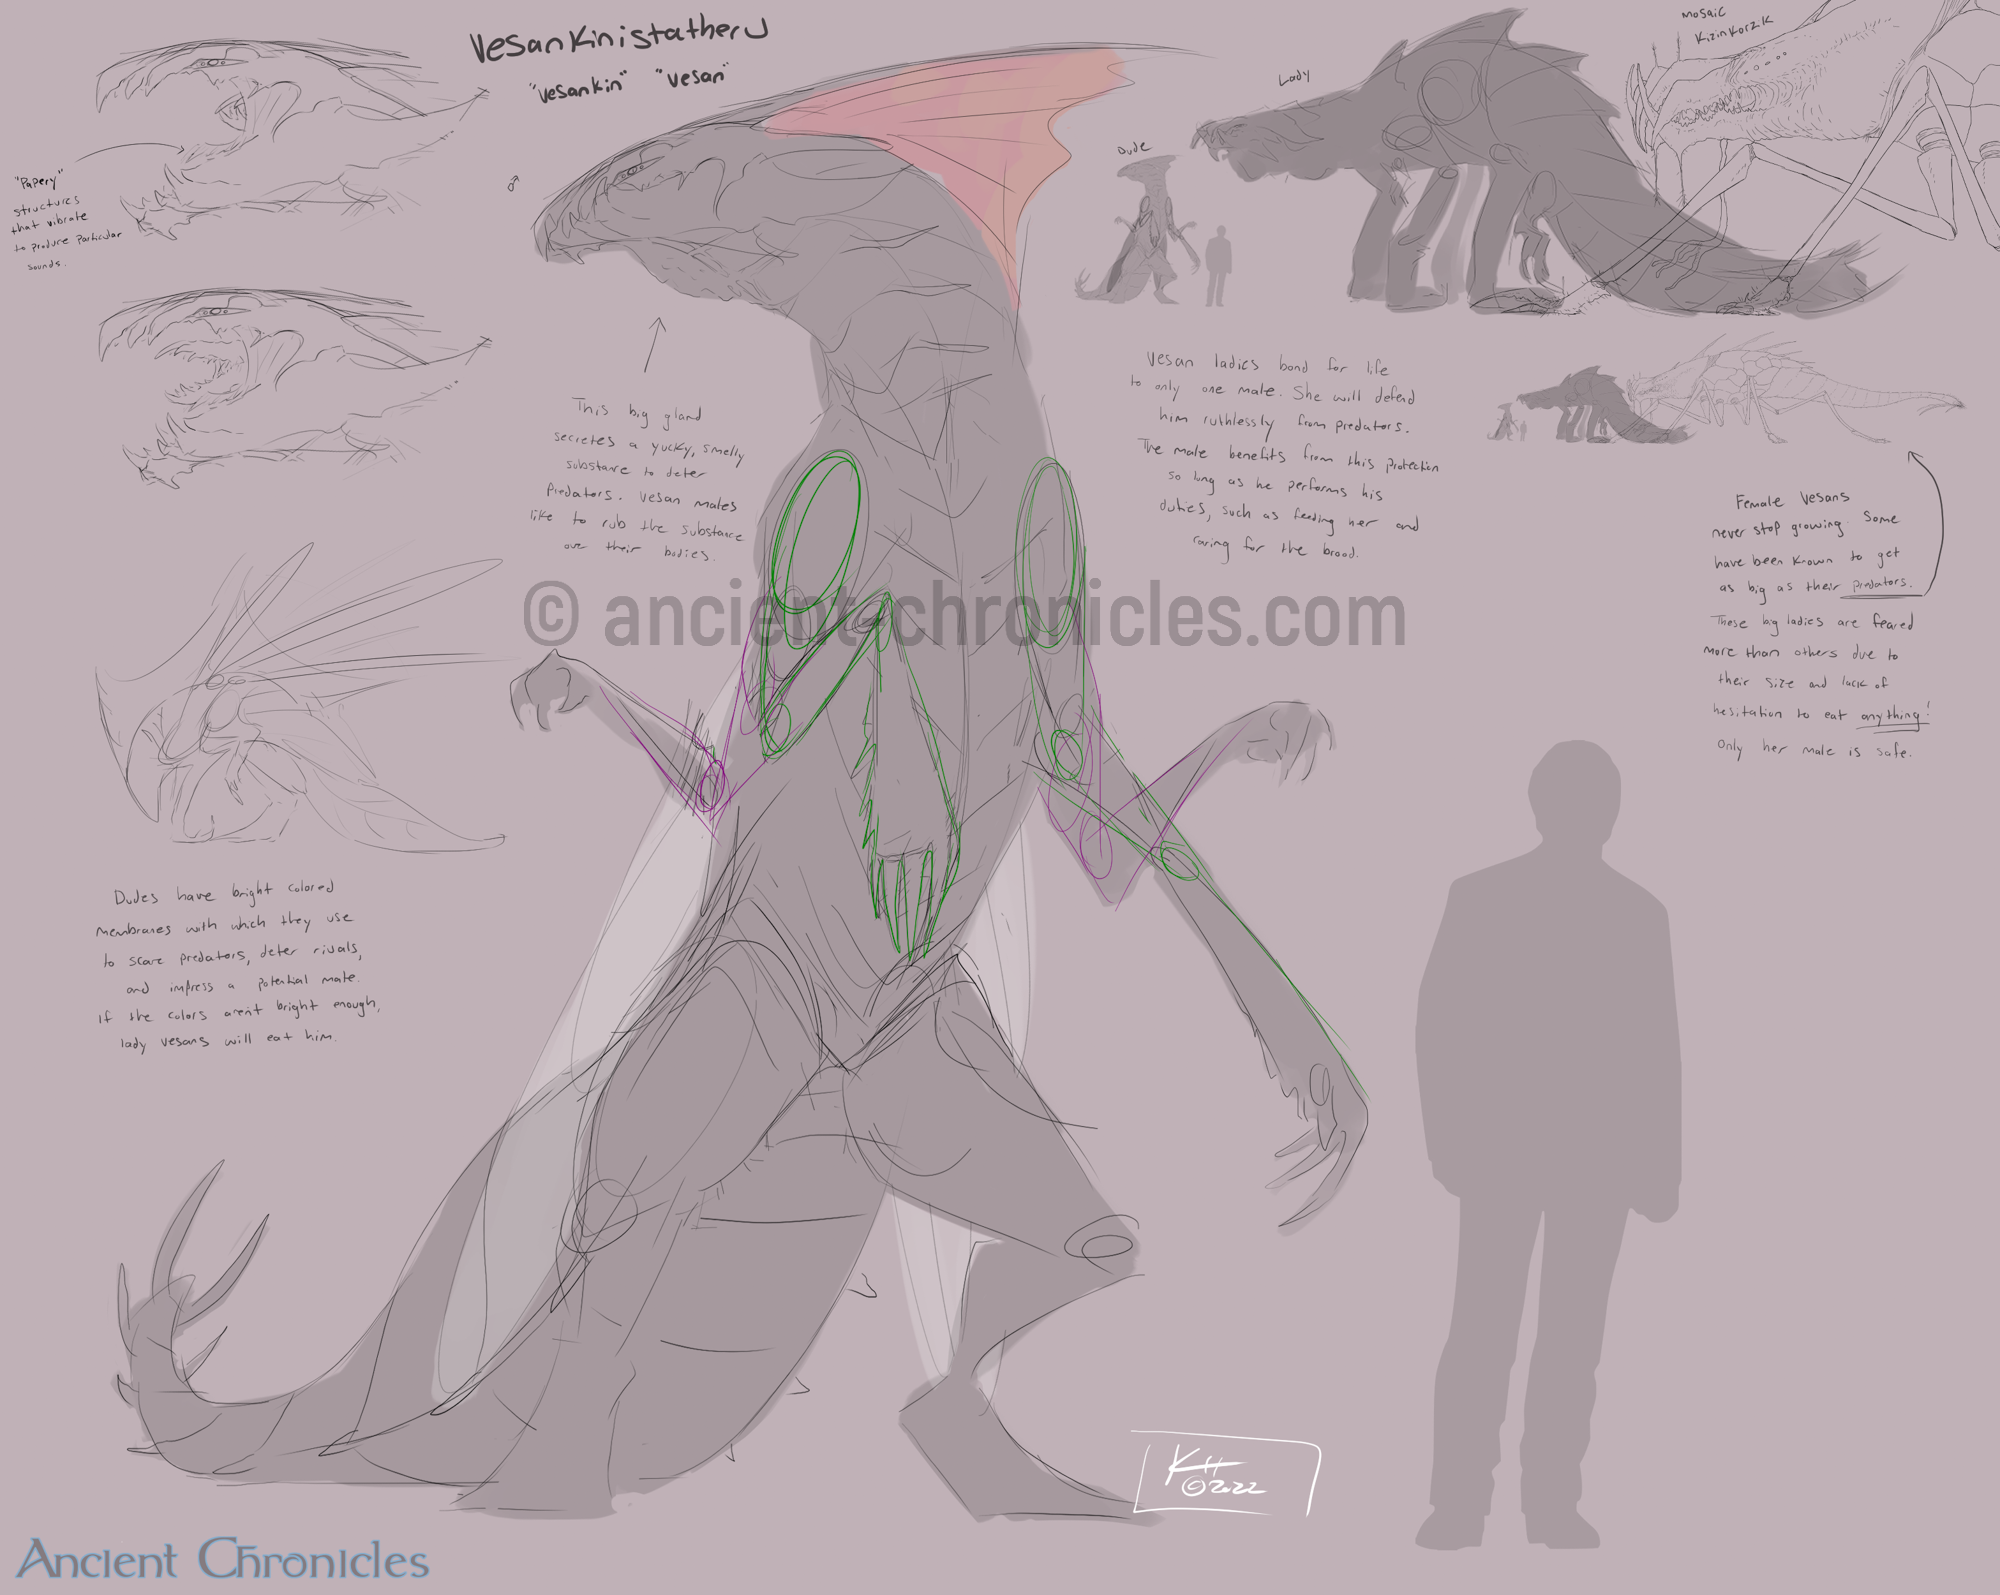 Vesankinistatheru
"Vesankin" "Vesan"
"Papery"
structures
that vibrate
to produce particular
sounds.
♂
This big gland
secretes a yucky, smelly
substance to deter
predators. Vesan males
like to rub the substance
over their bodies.
Dude
Lady
Mosaic
Kizinkorzik
Vesan ladies bond for life
to only one mate. She will defend
him ruthlessly from predators.
The male benefits from this protection
so long as he performs his
duties, such as feeding her and
caring for the brood.
Female Vesans
never stop growing. Some
have been known to get
as big as their predators.
These big ladies are feared
more than others due to
their size and lack of
hesitation to eat anything!
Only her male is safe.
© ancient-chronicles.com
Dudes have bright colored
membranes with which they use
to scare predators, deter rivals,
and impress a potential mate.
If the colors aren't bright enough,
lady vesans will eat him.
©2022
Ancient Chronicles